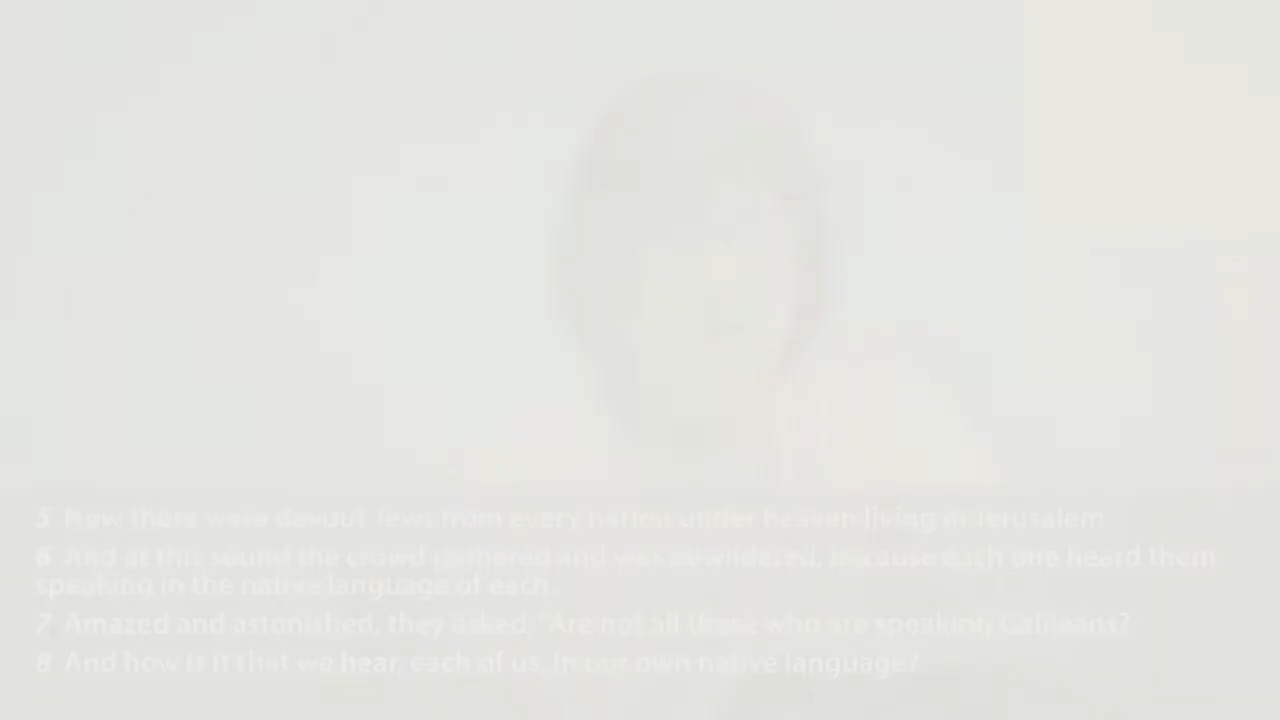 5 Now there were devout Jews from every nation under heaven living in Jerusalem
6 And at this sound the crowd gathered and was bewildered, because each one heard them
speaking in the native language of each.
7 Amazed and astonished, they asked, "Are not all these who are speaking Galileans?
8 And how is it that we hear, each of us, in our own native language?